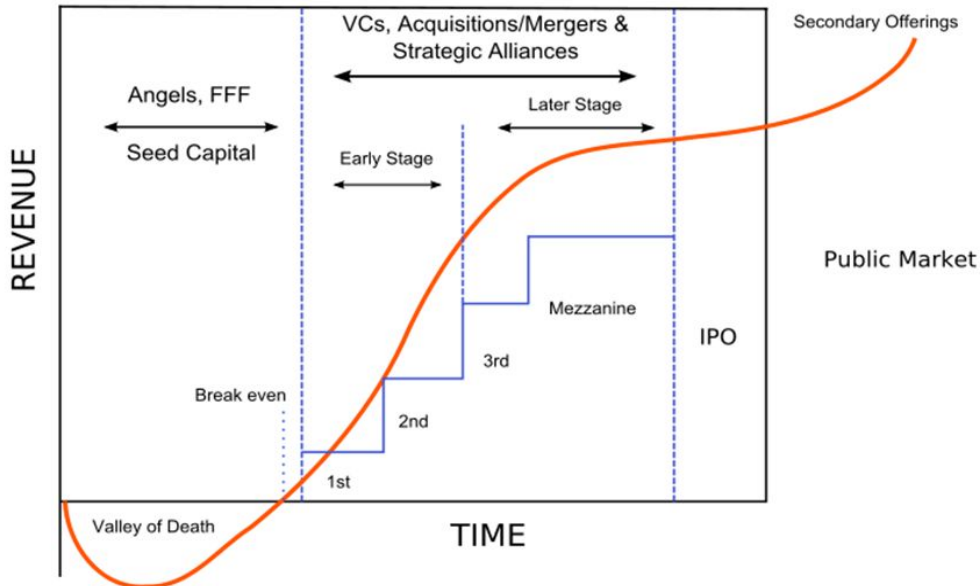 Secondary Offerings
VCs, Acquisitions/Mergers &
Strategic Alliances
Angels, FFF
Seed Capital
Later Stage
Early Stage
REVENUE
Public Market
Mezzanine
IPO
3rd
Break even
2nd
1st
Valley of Death
TIME